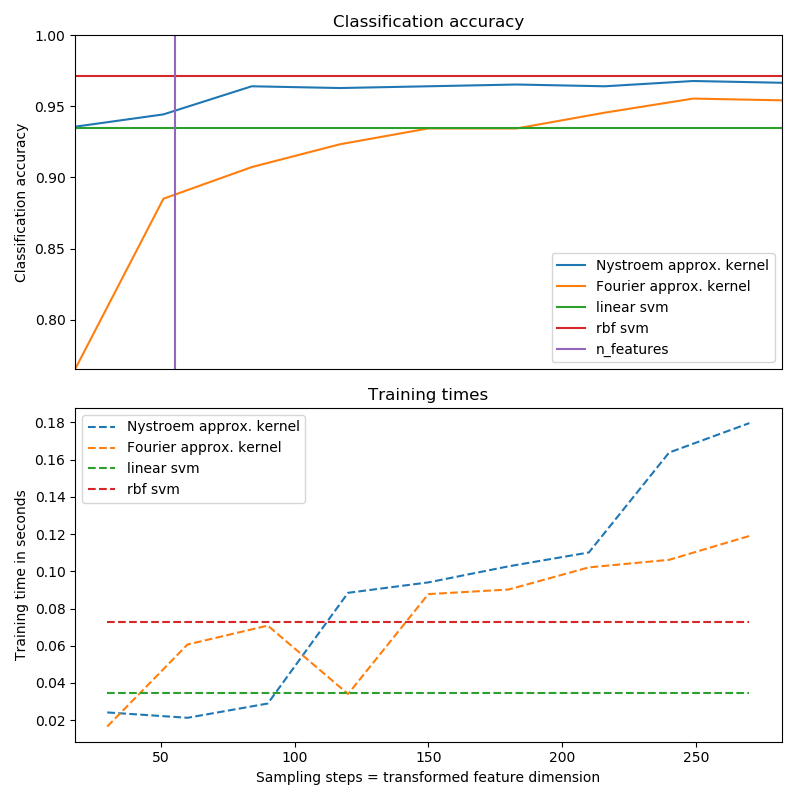 Classification accuracy
1.00
0.95
0.90
0.85
0.80
Classification accuracy
Nystroem approx. kernel
Fourier approx. kernel
linear svm
rbf svm
n_features
Training times
0.18
0.16
0.14
0.12
0.10
0.08
0.06
0.04
0.02
Training time in seconds
Nystroem approx. kernel
Fourier approx. kernel
linear svm
rbf svm
50 100 150 200 250
Sampling steps = transformed feature dimension